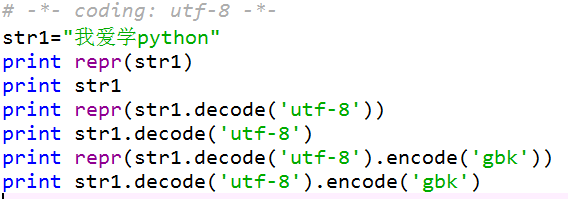 # -*- coding: utf-8 -*-
str1="我爱学python"
print repr(str1)
print str1
print repr(str1.decode('utf-8'))
print str1.decode('utf-8')
print repr(str1.decode('utf-8').encode('gbk'))
print str1.decode('utf-8').encode('gbk')